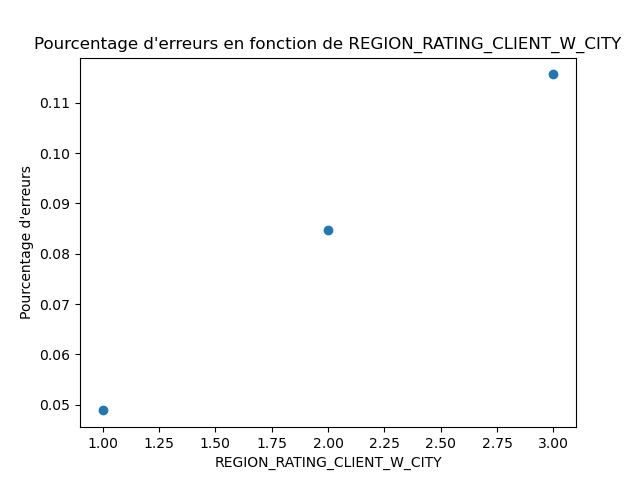 Pourcentage d'erreurs en fonction de REGION_RATING_CLIENT_W_CITY
0.11
0.10
0.09
0.08
0.07
0.06
0.05
Pourcentage d'erreurs
1.00 1.25 1.50 1.75 2.00 2.25 2.50 2.75 3.00
REGION_RATING_CLIENT_W_CITY